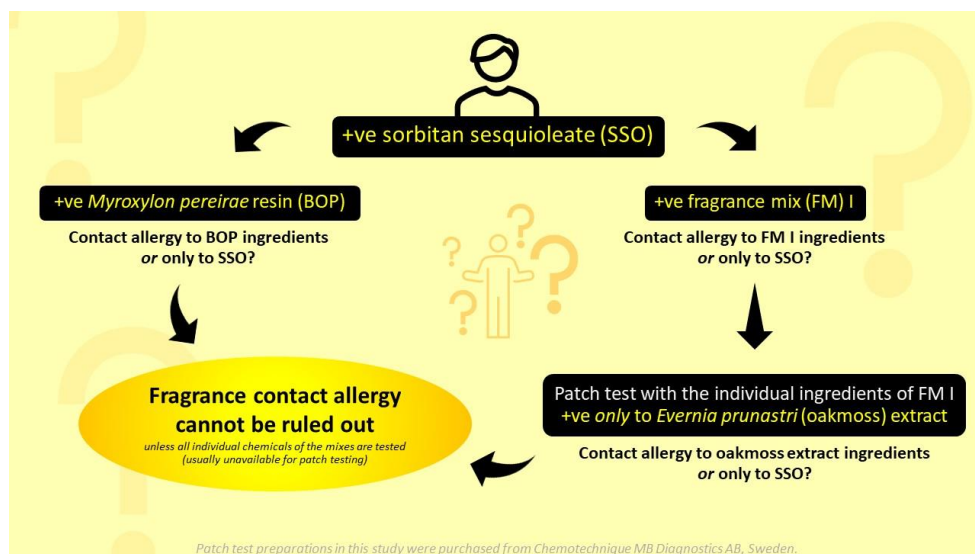 +ve sorbitan sesquioleate (SSO)
+ve Myroxylon pereirae resin (BOP)
Contact allergy to BOP ingredients
or only to SSO?
+ve fragrance mix (FM) I
Contact allergy to FM I ingredients
or only to SSO?
Patch test with the individual ingredients of FM I
+ve only to Evernia prunastri (oakmoss) extract
Contact allergy to oakmoss extract ingredients
or only to SSO?
Fragrance contact allergy
cannot be ruled out
unless all individual chemicals of the mixes are tested
(usually unavailable for patch testing)
Patch test preparations in this study were purchased from Chemotechnique MB Diagnostics AB, Sweden.